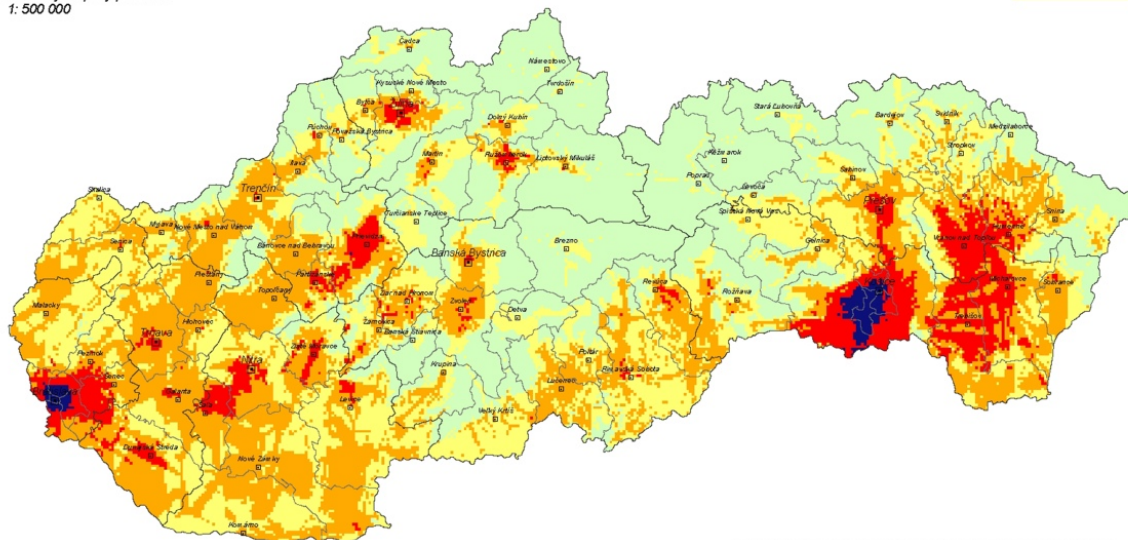 1: 500 000
Čadca
Námestovo
Tvrdošín
Kysucké Nové Mesto
Bytča
Dolný Kubín
Púchov
Považská Bystrica
Martin
Ružomberok
Liptovský Mikuláš
Stará Ľubovňa
Bardejov
Svidník
Medzilaborce
Stropkov
Kežmarok
Poprad
Levoča
Sabinov
Prešov
Spišská Nová Ves
Gelnica
Snina
Humenné
Vranov nad Topľou
Michalovce
Sobrance
Trebišov
Košice
Ilava
Trenčín
Skalica
Myjava
Nové Mesto nad Váhom
Senica
Turčianske Teplice
Prievidza
Bánovce nad Bebravou
Banská Bystrica
Brezno
Partizánske
Piešťany
Topoľčany
Žiar nad Hronom
Zvolen
Detva
Revúca
Rožňava
Malacky
Hlohovec
Žarnovica
Banská Štiavnica
Trnava
Pezinok
Zlaté Moravce
Nitra
Krupina
Poltár
Rimavská Sobota
Lučenec
Senec
Galanta
Levice
Veľký Krtíš
Dunajská Streda
Nové Zámky
Komárno